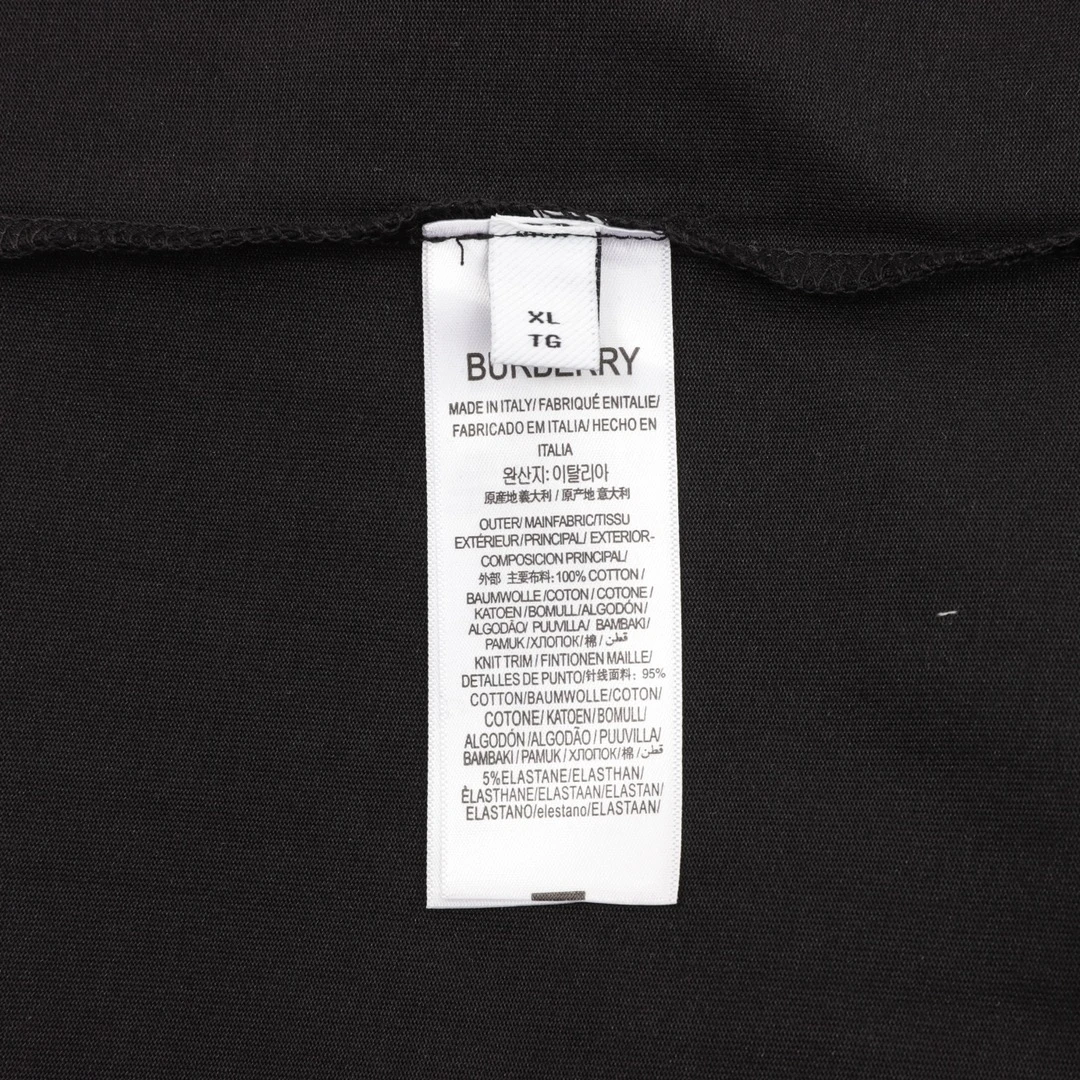 XL
TG
BURBERRY
MADE IN ITALY/ FABRIQUÉ ENITALIE/
FABRICADO EM ITALIA/ HECHO EN
ITALIA
완산지: 이탈리아
原産地 義大利 / 原产地 意大利
OUTER/ MAINFABRIC/TISSU
EXTÉRIEUR/PRINCIPAL/ EXTERIOR-
COMPOSICION PRINCIPAL/
外部 主要布料: 100% COTTON /
BAUMWOLLE /COTON / COTONE /
KATOEN / BOMULL/ALGODÓN /
ALGODÃO/ PUUVILLA/ BAMBAKI/
PAMUK /ХЛОПОК/ 棉 / قطن
KNIT TRIM / FINTIONEN MAILLE/
DETALLES DE PUNTO/针线面料: 95%
COTTON/BAUMWOLLE/COTON/
COTONE/ KATOEN/BOMULL/
ALGODÓN /ALGODÃO / PUUVILLA/
BAMBAKI / PAMUK / ХЛОПОК/棉 / قطن
5%ELASTANE/ELASTHAN/
ÈLASTHANE/ELASTAAN/ELASTAN/
ELASTANO/elestano/ELASTAAN/